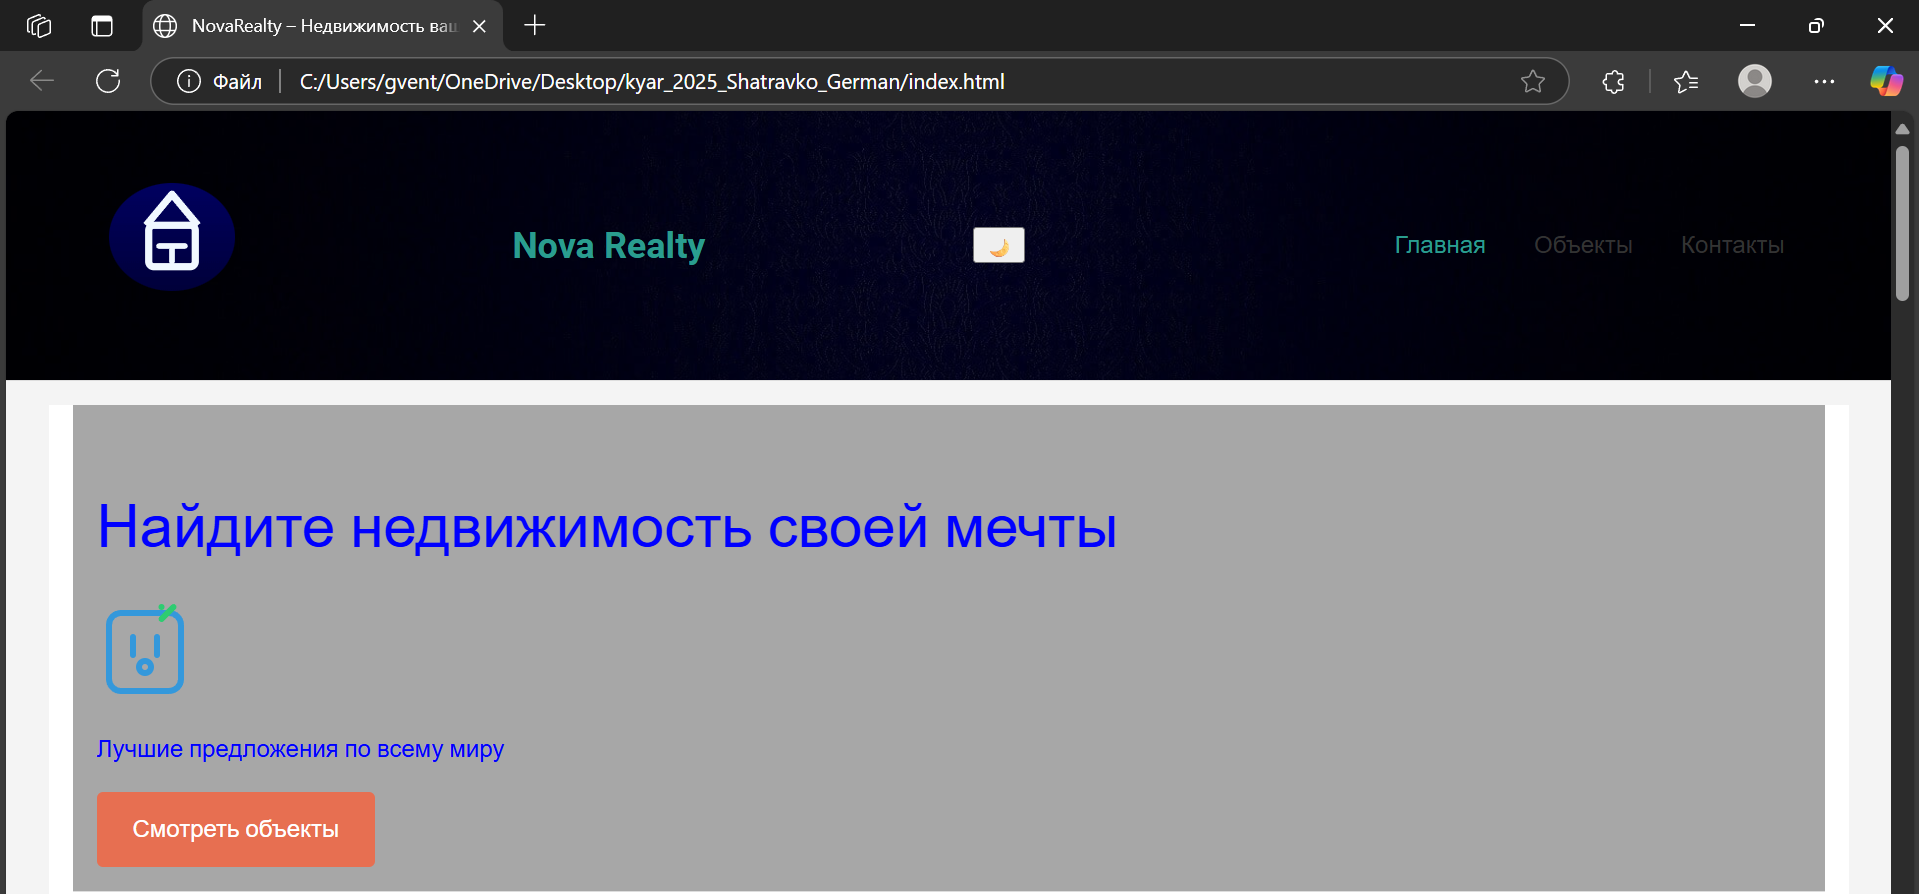 NovaRealty – Недвижимость ваш
Файл
C:/Users/gvent/OneDrive/Desktop/kyar_2025_Shatravko_German/index.html
Nova Realty
Главная
Объекты
Контакты
Найдите недвижимость своей мечты
Лучшие предложения по всему миру
Смотреть объекты